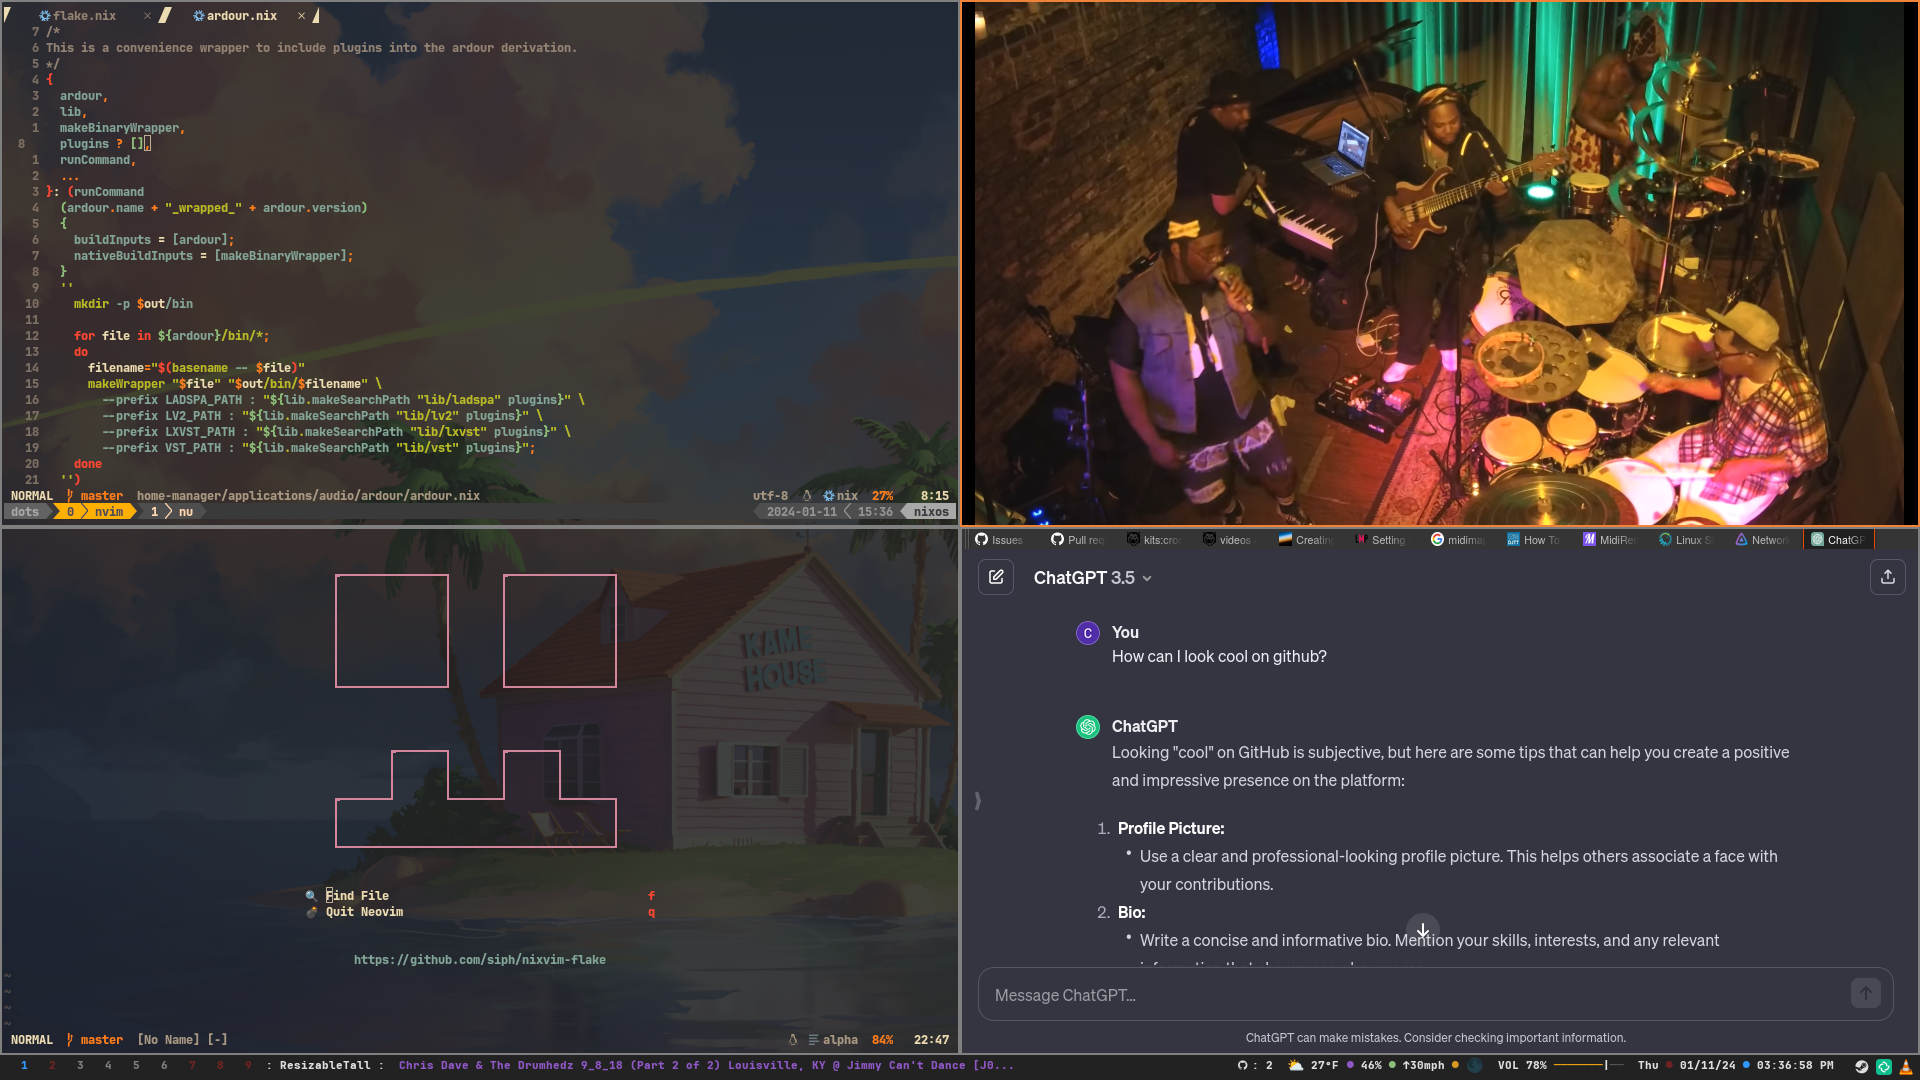 flake.nix × ardour.nix ×
7 /*
6 This is a convenience wrapper to include plugins into the ardour derivation.
5 */
4 {
3 ardour,
2 lib,
1 makeBinaryWrapper,
8 plugins ? [],
1 runCommand,
2 ...
3 }: (runCommand
4 (ardour.name + "_wrapped_" + ardour.version)
5 {
6 buildInputs = [ardour];
7 nativeBuildInputs = [makeBinaryWrapper];
8 }
9 ''
10 mkdir -p $out/bin
11
12 for file in ${ardour}/bin/*;
13 do
14 filename="$(basename -- $file)"
15 makeWrapper "$file" "$out/bin/$filename" \
16 --prefix LADSPA_PATH : "${lib.makeSearchPath "lib/ladspa" plugins}" \
17 --prefix LV2_PATH : "${lib.makeSearchPath "lib/lv2" plugins}" \
18 --prefix LXVST_PATH : "${lib.makeSearchPath "lib/lxvst" plugins}" \
19 --prefix VST_PATH : "${lib.makeSearchPath "lib/vst" plugins}";
20 done
21 '')
NORMAL master home-manager/applications/audio/ardour/ardour.nix utf-8 nix 27% 8:15
dots 0 nvim 1 nu 2024-01-11 15:36 nixos
KAME
HOUSE
Find File f
Quit Neovim q
https://github.com/siph/nixvim-flake
~
~
~
~
NORMAL master [No Name] [-] alpha 84% 22:47
Issues Pull req kits:cro videos Creating Setting midima How To MidiRe Linux S Network ChatGP
ChatGPT 3.5
C You
How can I look cool on github?
ChatGPT
Looking "cool" on GitHub is subjective, but here are some tips that can help you create a positive
and impressive presence on the platform:
1. Profile Picture:
• Use a clear and professional-looking profile picture. This helps others associate a face with
your contributions.
2. Bio:
• Write a concise and informative bio. Mention your skills, interests, and any relevant
Message ChatGPT...
ChatGPT can make mistakes. Consider checking important information.
1 2 3 4 5 6 7 8 9 : ResizableTall : Chris Dave & The Drumhedz 9_8_18 (Part 2 of 2) Louisville, KY @ Jimmy Can't Dance [J0... : 2 27°F 46% ↑30mph VOL 78% Thu 01/11/24 03:36:58 PM